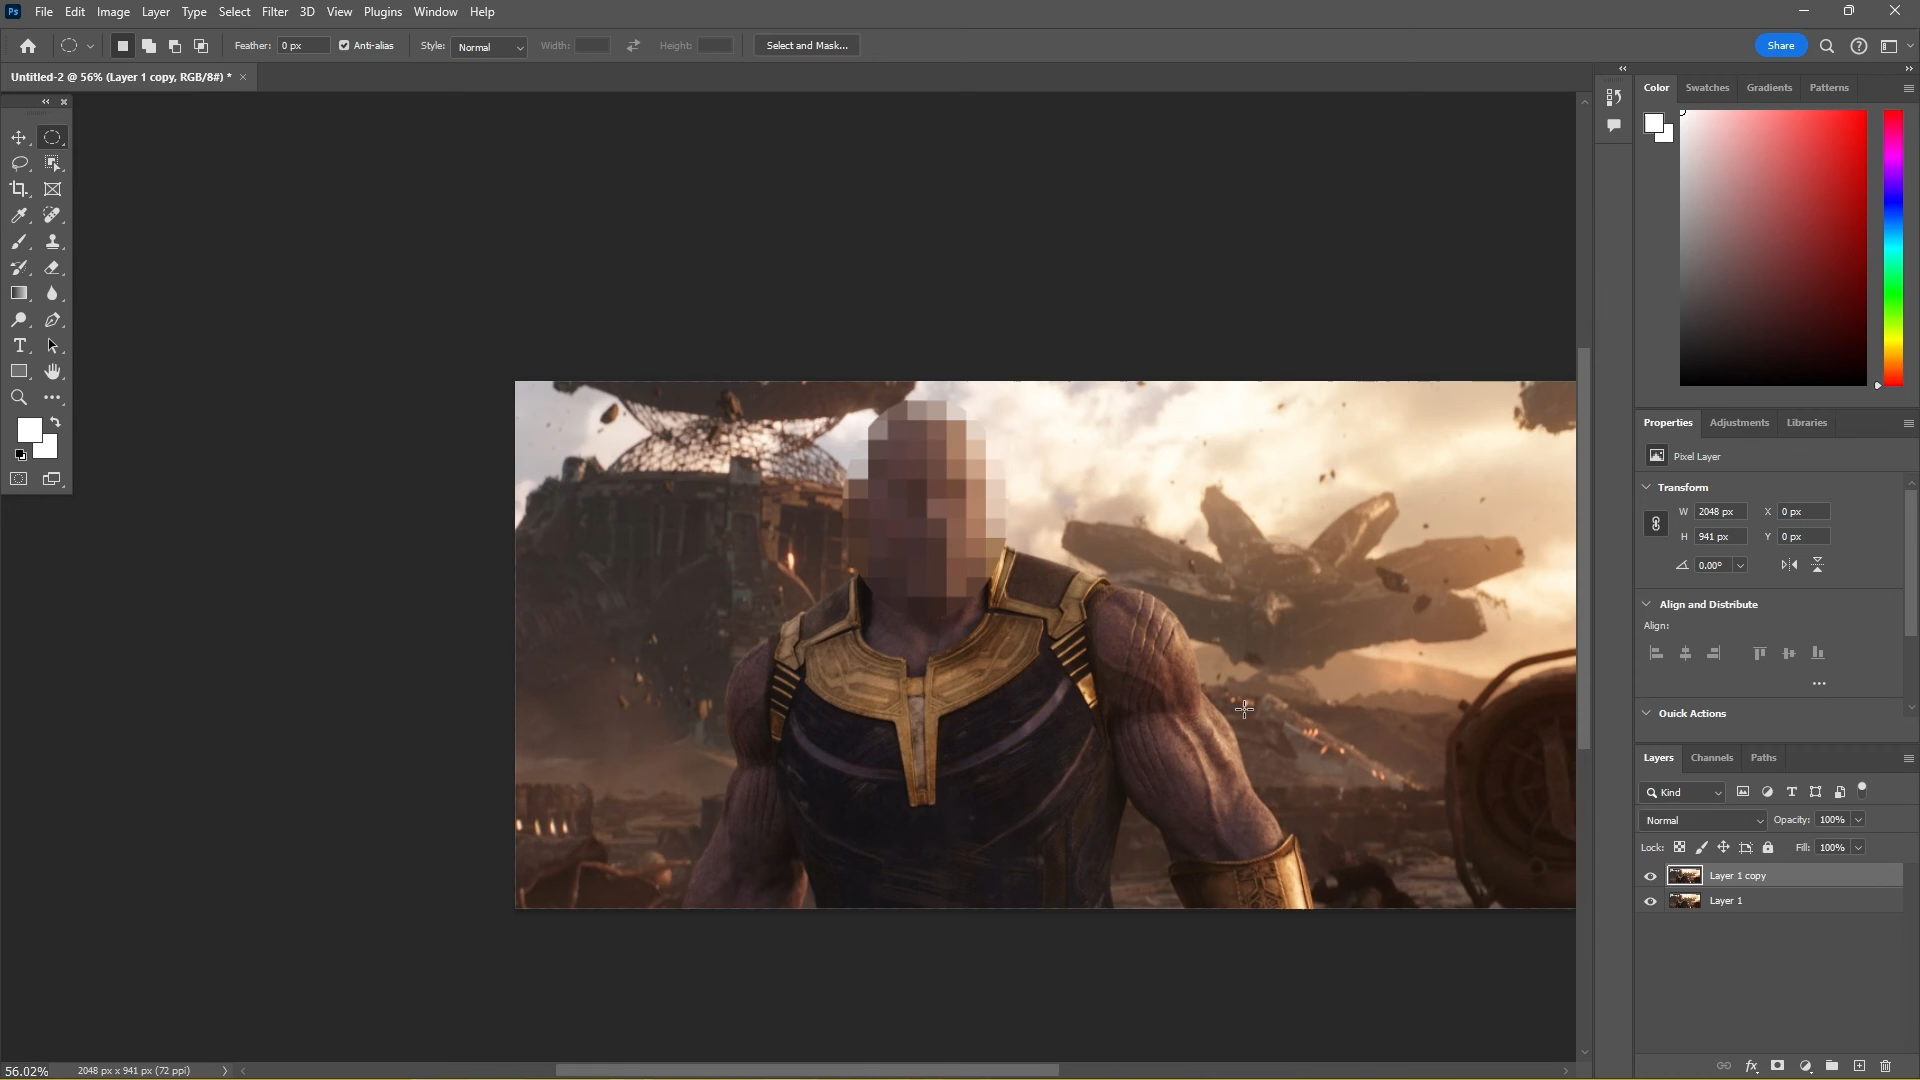 Ps File Edit Image Layer Type Select Filter 3D View Plugins Window Help
Feather: 0 px Anti-alias Style: Normal Width: Height: Select and Mask... Share
Untitled-2 @ 56% (Layer 1 copy, RGB/8#) *
Color Swatches Gradients Patterns
Properties Adjustments Libraries
Pixel Layer
Transform
W 2048 px X 0 px
H 941 px Y 0 px
0.00°
Align and Distribute
Align:
Quick Actions
Layers Channels Paths
Kind
Normal Opacity: 100%
Lock: Fill: 100%
Layer 1 copy
Layer 1
56.02% 2048 px x 941 px (72 ppi)